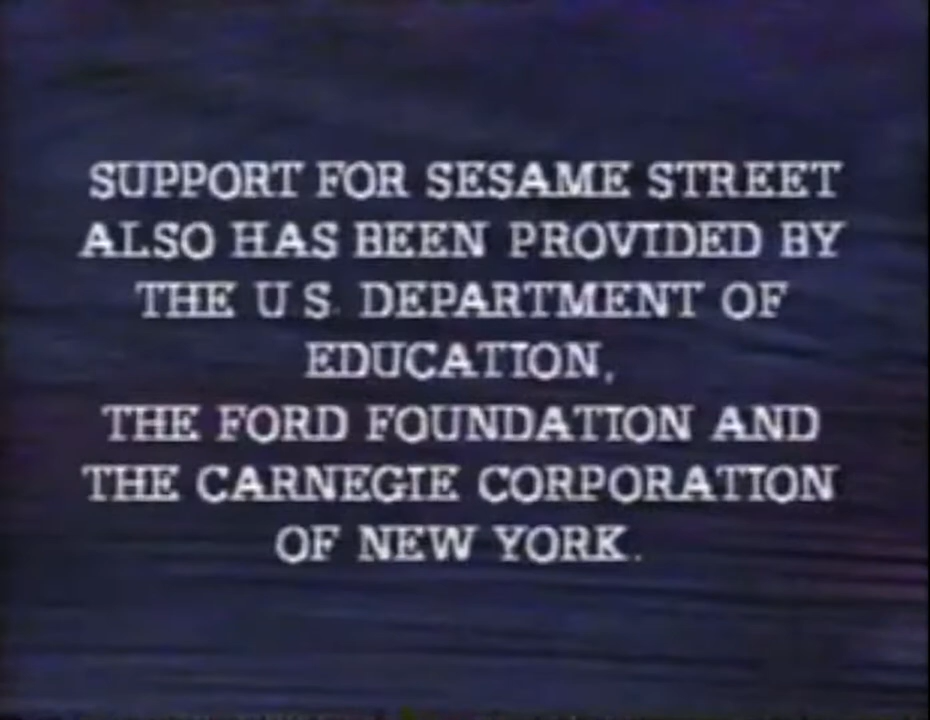 SUPPORT FOR SESAME STREET
ALSO HAS BEEN PROVIDED BY
THE U.S. DEPARTMENT OF
EDUCATION,
THE FORD FOUNDATION AND
THE CARNEGIE CORPORATION
OF NEW YORK.